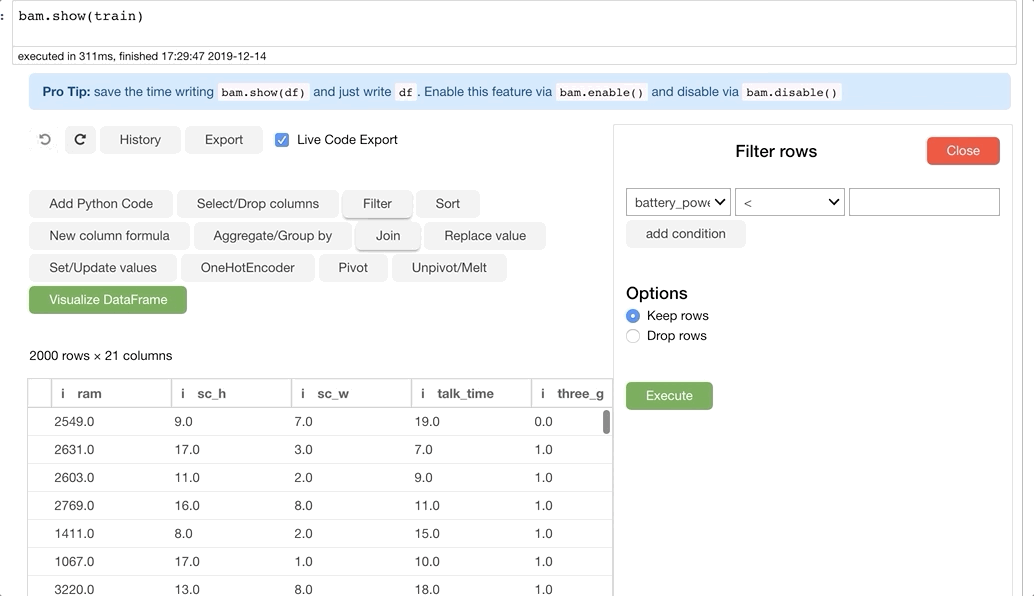 : bam.show(train)
executed in 311ms, finished 17:29:47 2019-12-14
Pro Tip: save the time writing bam.show(df) and just write df . Enable this feature via bam.enable() and disable via bam.disable()
History Export Live Code Export
Add Python Code Select/Drop columns Filter Sort
New column formula Aggregate/Group by Join Replace value
Set/Update values OneHotEncoder Pivot Unpivot/Melt
Visualize DataFrame
2000 rows × 21 columns
i ram i sc_h i sc_w i talk_time i three_g
2549.0 9.0 7.0 19.0 0.0
2631.0 17.0 3.0 7.0 1.0
2603.0 11.0 2.0 9.0 1.0
2769.0 16.0 8.0 11.0 1.0
1411.0 8.0 2.0 15.0 1.0
1067.0 17.0 1.0 10.0 1.0
3220.0 13.0 8.0 18.0 1.0
Filter rows Close
battery_powe <
add condition
Options
Keep rows
Drop rows
Execute